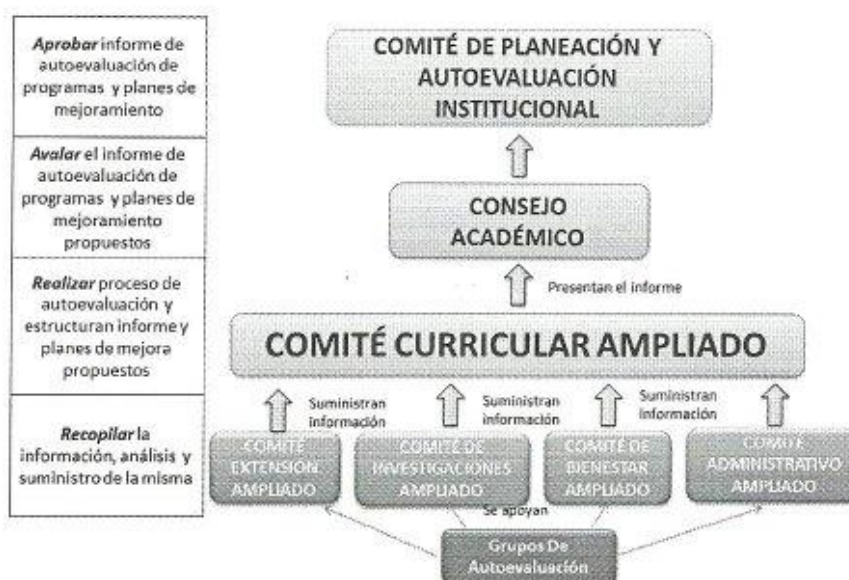 Aprobar informe de
autoevaluación de
programas y planes de
mejoramiento
Avalar el informe de
autoevaluación de
programas y planes de
mejoramiento
propuestos
Realizar proceso de
autoevaluación y
estructuran informe y
planes de mejora
propuestos
Recopilar la
información, análisis y
suministro de la misma
COMITÉ DE PLANEACIÓN Y
AUTOEVALUACIÓN
INSTITUCIONAL
CONSEJO
ACADÉMICO
Presentan el informe
COMITÉ CURRICULAR AMPLIADO
Suministran
información
Suministran
información
Suministran
información
COMITÉ
EXTENSIÓN
AMPLIADO
COMITÉ DE
INVESTIGACIONES
AMPLIADO
COMITÉ DE
BIENESTAR
AMPLIADO
COMITÉ
ADMINISTRATIVO
AMPLIADO
Se apoyan
Grupos De
Autoevaluación